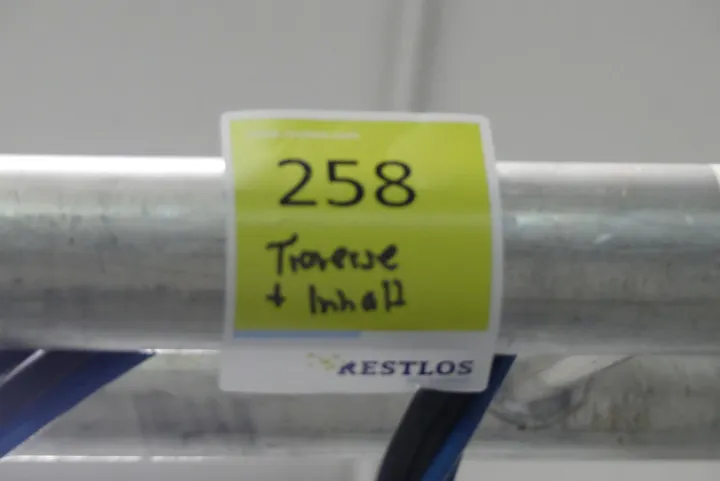 258
Traverse
+ Inhalt
RESTLOS